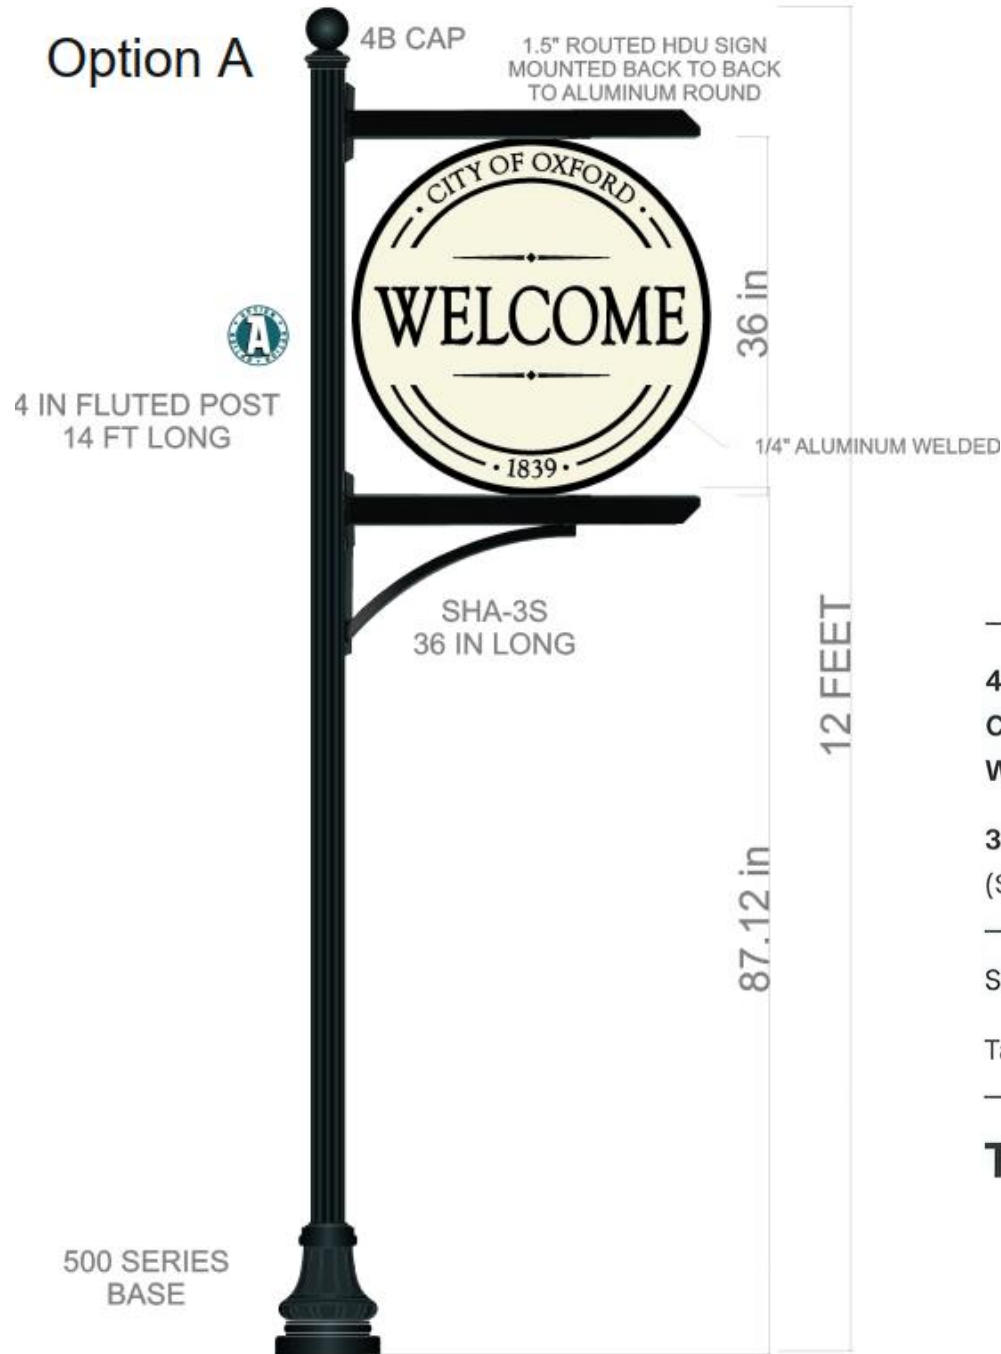 Option A
4B CAP
1.5" ROUTED HDU SIGN
MOUNTED BACK TO BACK
TO ALUMINUM ROUND
· CITY OF OXFORD ·
WELCOME
· 1839 ·
36 in
A
4 IN FLUTED POST
14 FT LONG
1/4" ALUMINUM WELDED
SHA-3S
36 IN LONG
12 FEET
87.12 in
500 SERIES
BASE